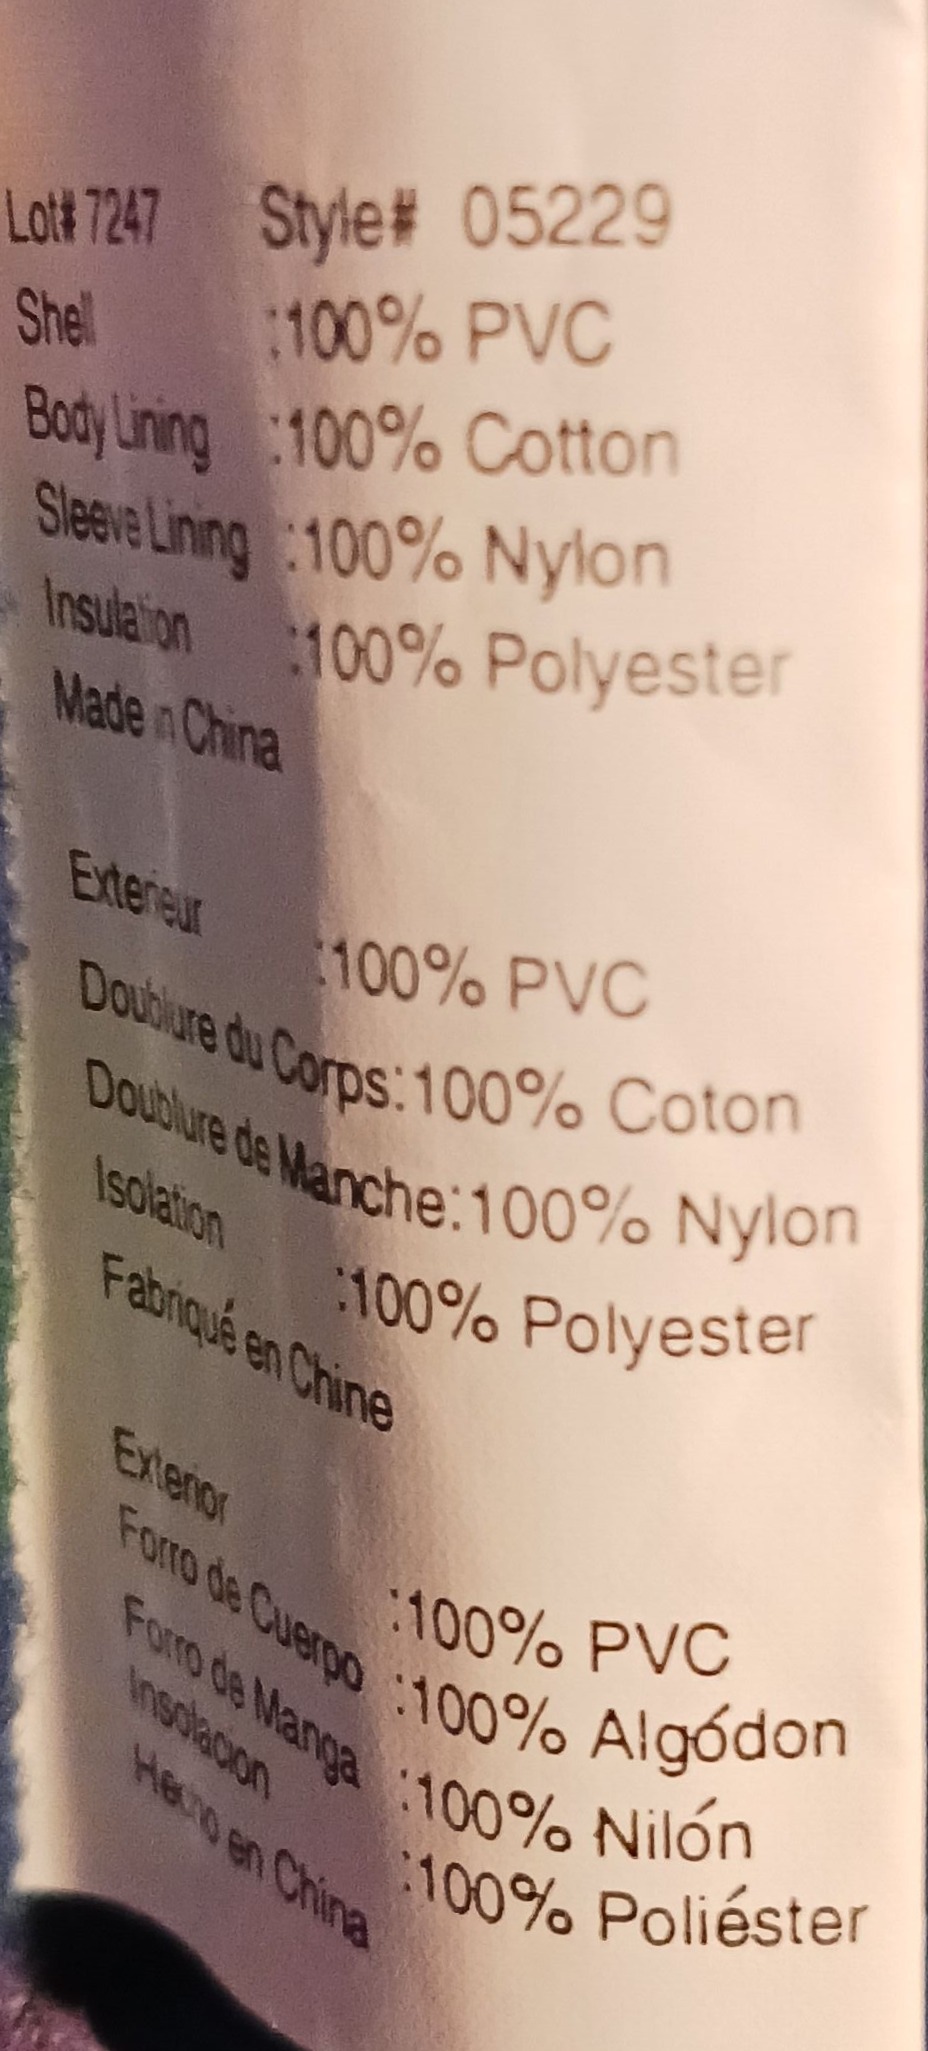 Lot# 7247 Style# 05229
Shell :100% PVC
Body Lining :100% Cotton
Sleeve Lining :100% Nylon
Insulation :100% Polyester
Made in China
Exterieur :100% PVC
Doublure du Corps:100% Coton
Doublure de Manche:100% Nylon
Isolation :100% Polyester
Fabriqué en Chine
Exterior :100% PVC
Forro de Cuerpo :100% Algódon
Forro de Manga :100% Nilón
Insolacion :100% Poliéster
Hecho en China